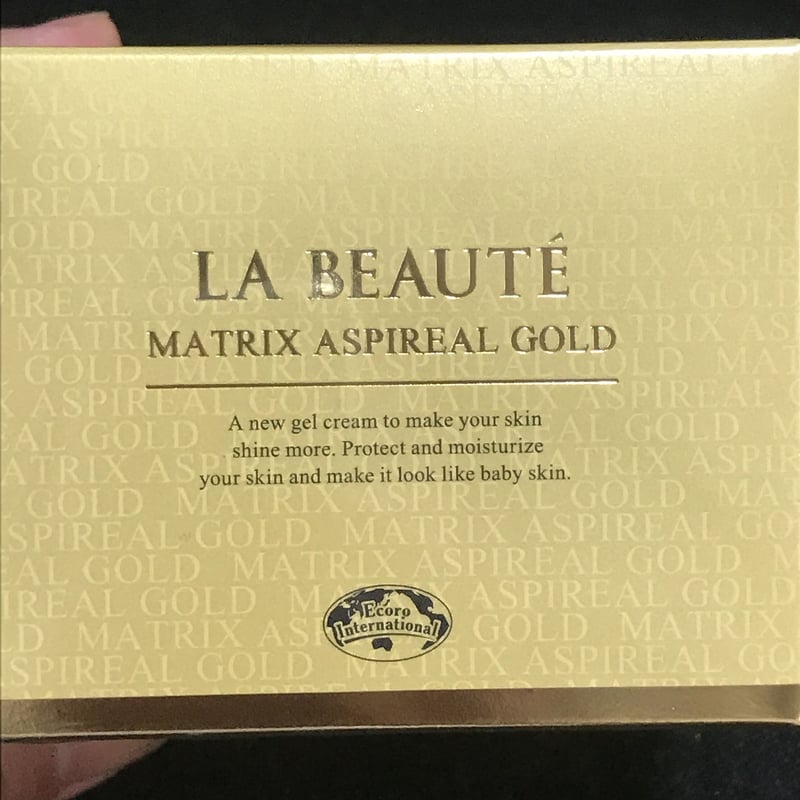 LA BEAUTÉ
MATRIX ASPIREAL GOLD
A new gel cream to make your skin
shine more. Protect and moisturize
your skin and make it look like baby skin.
Ecoro
International